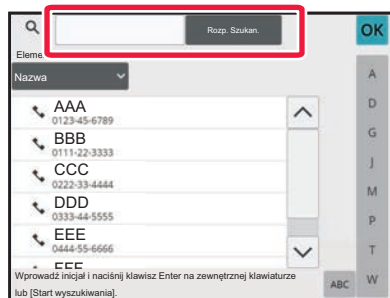 Rozp. Szukan.
OK
Eleme
Nazwa
AAA
0123-45-6789
BBB
0111-22-3333
CCC
0222-33-4444
DDD
0333-44-5555
EEE
0444-55-6666
FFF
A
D
G
J
M
P
T
W
ABC
Wprowadź inicjał i naciśnij klawisz Enter na zewnętrznej klawiaturze
lub [Start wyszukiwania].